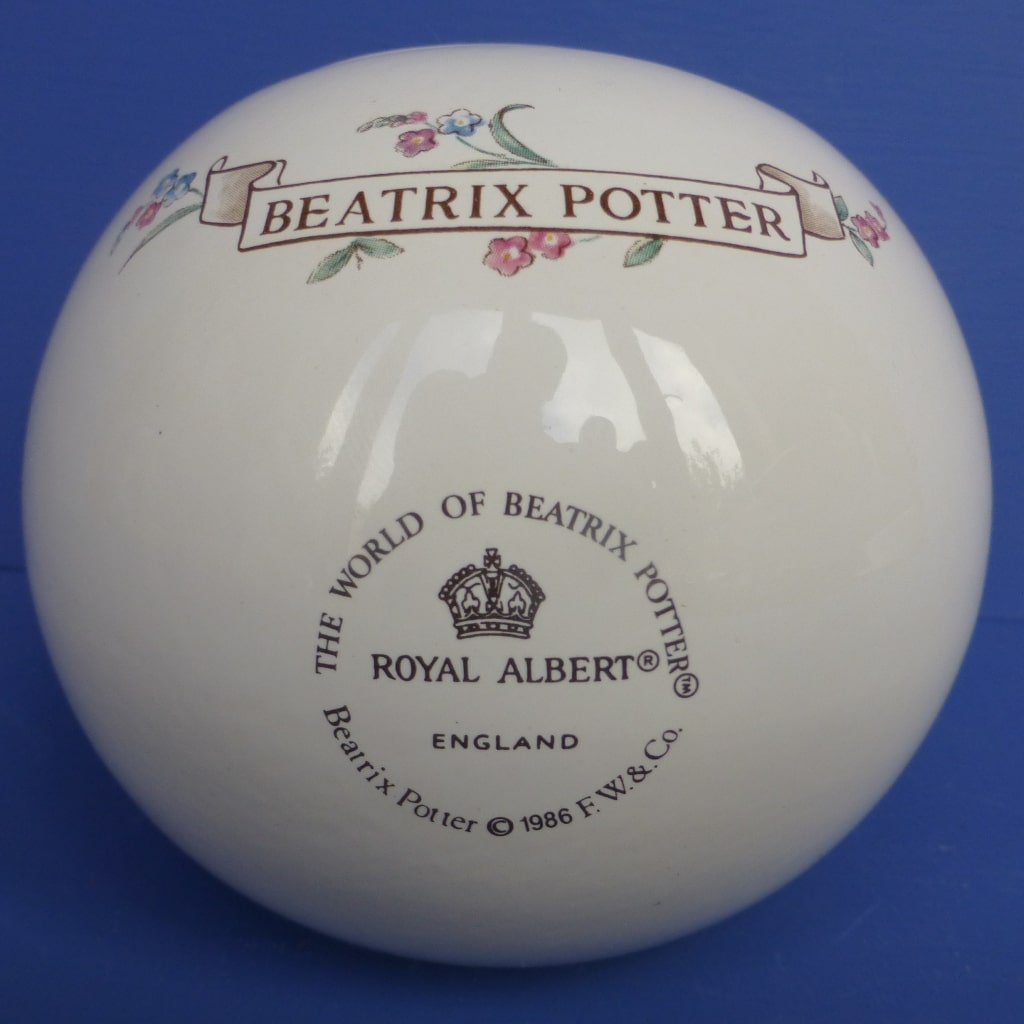 BEATRIX POTTER
THE WORLD OF BEATRIX POTTER™
ROYAL ALBERT®
ENGLAND
Beatrix Potter © 1986 F. W. & Co.